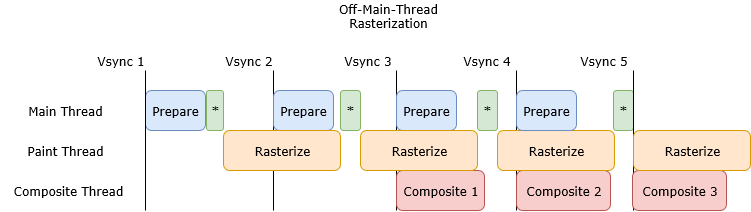 Off-Main-Thread
Rasterization
Vsync 1 Vsync 2 Vsync 3 Vsync 4 Vsync 5
Main Thread Prepare * Prepare * Prepare * Prepare *
Paint Thread Rasterize Rasterize Rasterize Rasterize
Composite Thread Composite 1 Composite 2 Composite 3